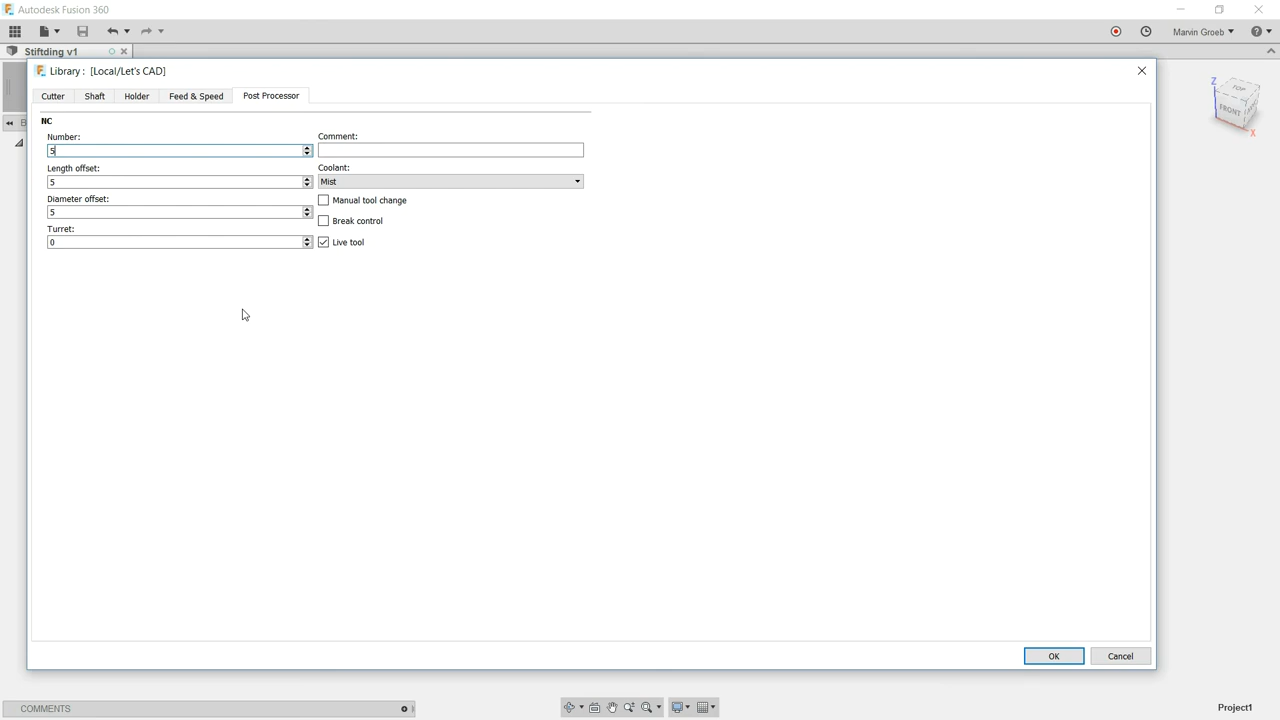 Autodesk Fusion 360
Marvin Groeb
Stiftding v1
Library : [Local/Let's CAD]
Cutter Shaft Holder Feed & Speed Post Processor
NC
Number:
5
Length offset:
5
Diameter offset:
5
Turret:
0
Comment:
Coolant:
Mist
Manual tool change
Break control
Live tool
Z
TOP
FRONT
X
OK Cancel
COMMENTS
Project1